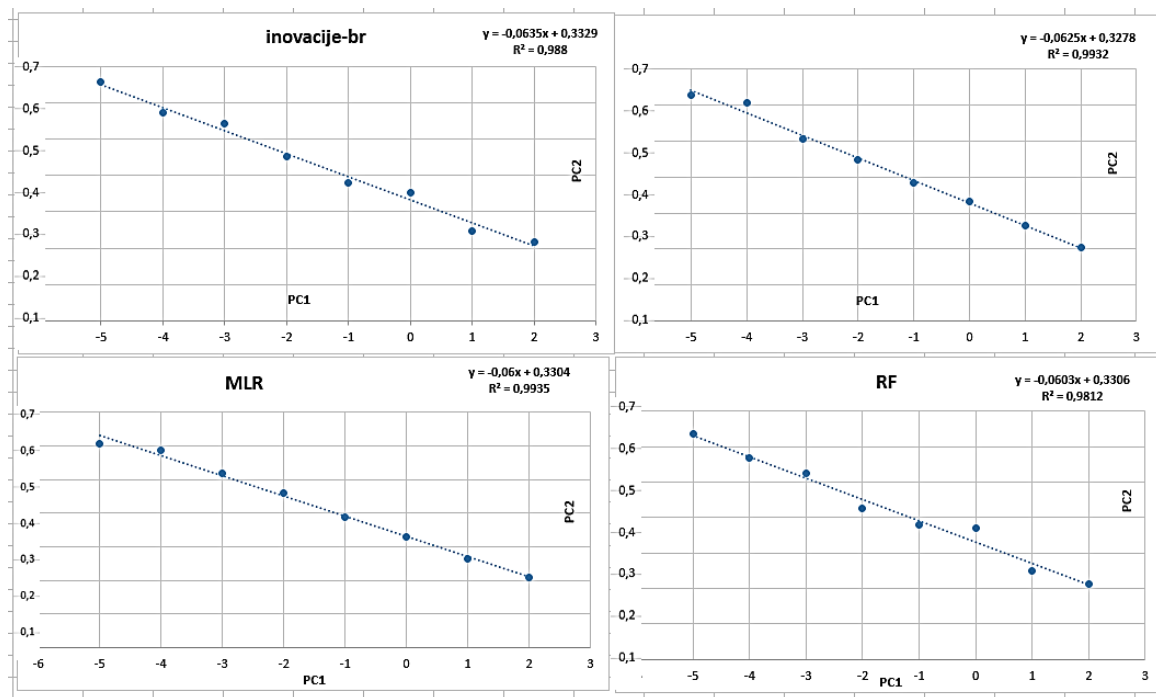 inovacije-br
y = -0,0635x + 0,3329
R² = 0,988
0,7
0,6
0,5
0,4
0,3
0,2
0,1
PC2
PC1
-5 -4 -3 -2 -1 0 1 2 3
y = -0,0625x + 0,3278
R² = 0,9932
0,7
0,6
0,5
0,4
0,3
0,2
0,1
PC2
PC1
-5 -4 -3 -2 -1 0 1 2 3
MLR
y = -0,06x + 0,3304
R² = 0,9935
0,7
0,6
0,5
0,4
0,3
0,2
0,1
PC2
-6 -5 -4 -3 -2 -1 0 1 2 3
PC1
RF
y = -0,0603x + 0,3306
R² = 0,9812
0,7
0,6
0,5
0,4
0,3
0,2
0,1
PC2
-5 -4 -3 -2 -1 0 1 2 3
PC1